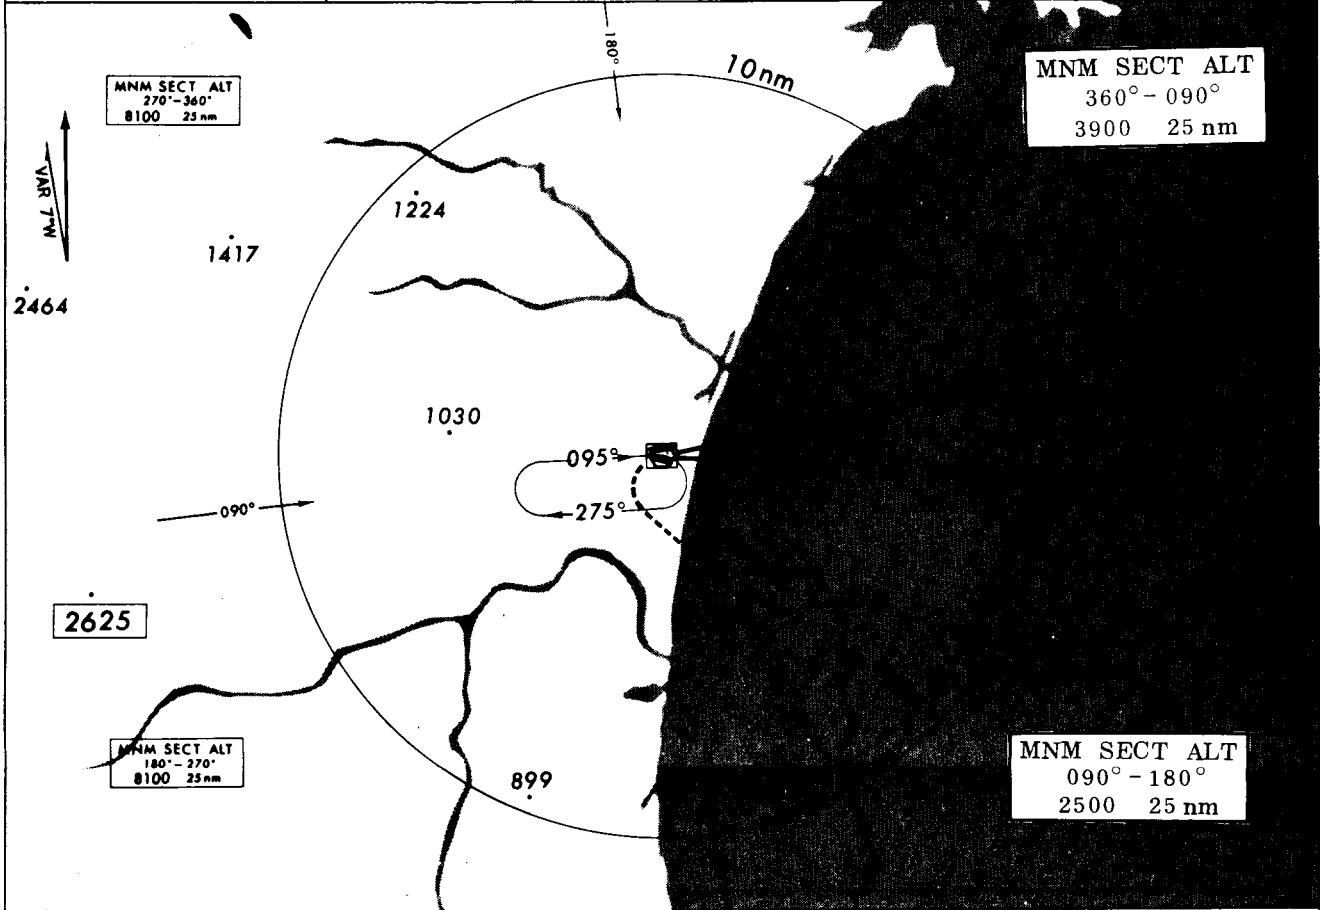 180°
10nm
MNM SECT ALT
360° - 090°
3900 25 nm
MNM SECT ALT
270°-360°
8100 25 nm
VAR 7°W
1224
1417
2464
1030
095°
275°
090°
2625
MNM SECT ALT
180°-270°
8100 25 nm
899
MNM SECT ALT
090° - 180°
2500 25 nm